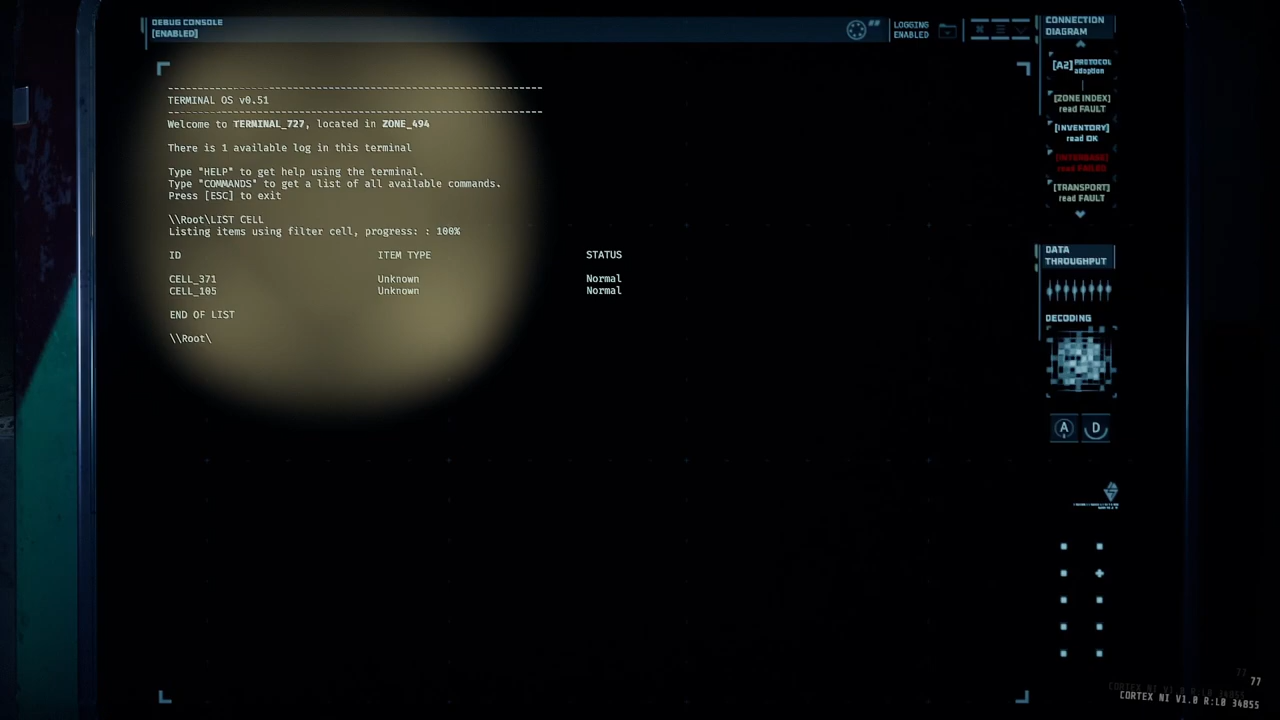 DEBUG CONSOLE
[ENABLED]
LOGGING
ENABLED
------------------------------------------------------------------
TERMINAL OS v0.51
------------------------------------------------------------------
Welcome to TERMINAL_727, located in ZONE_494
There is 1 available log in this terminal
Type "HELP" to get help using the terminal.
Type "COMMANDS" to get a list of all available commands.
Press [ESC] to exit
\\Root\LIST CELL
Listing items using filter cell, progress: : 100%
ID ITEM TYPE STATUS
CELL_371 Unknown Normal
CELL_105 Unknown Normal
END OF LIST
\\Root\
CONNECTION
DIAGRAM
[A2] PROTOCOL
adoption
[ZONE INDEX]
read FAULT
[INVENTORY]
read OK
read FAILED
[TRANSPORT]
read FAULT
DATA
THROUGHPUT
DECODING
A D
77
CORTEX NI V1.0 R:L0 34855